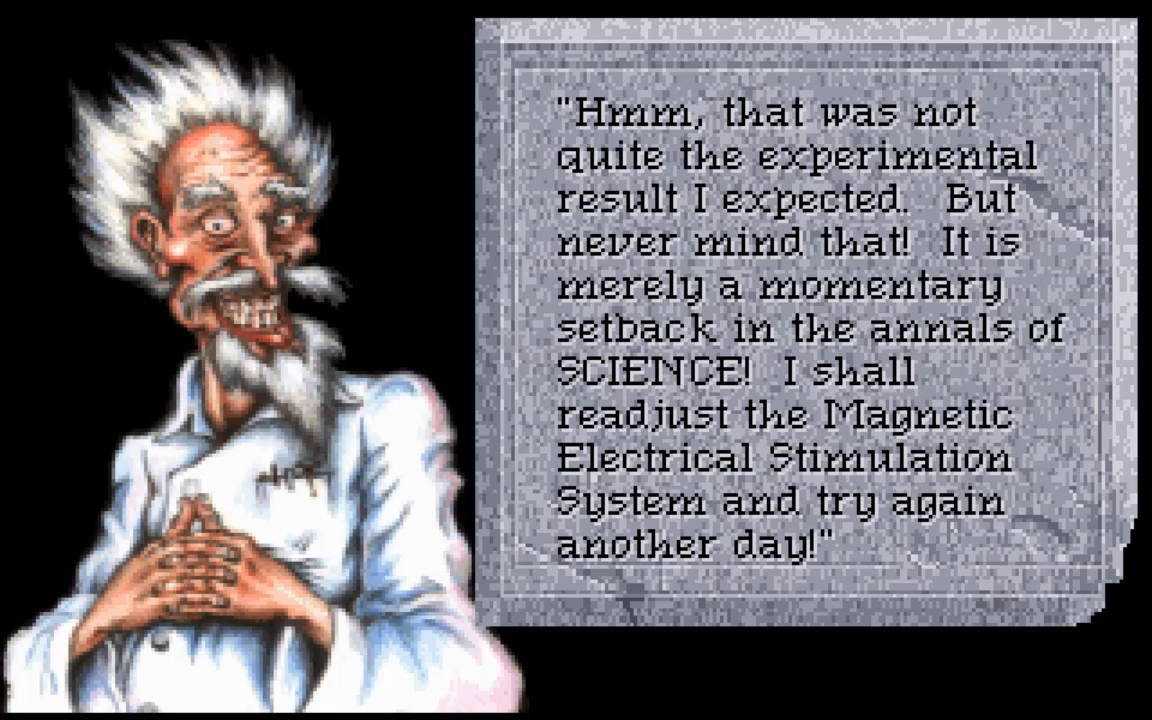 "Hmm, that was not
quite the experimental
result I expected. But
never mind that! It is
merely a momentary
setback in the annals of
SCIENCE! I shall
readjust the Magnetic
Electrical Stimulation
System and try again
another day!"